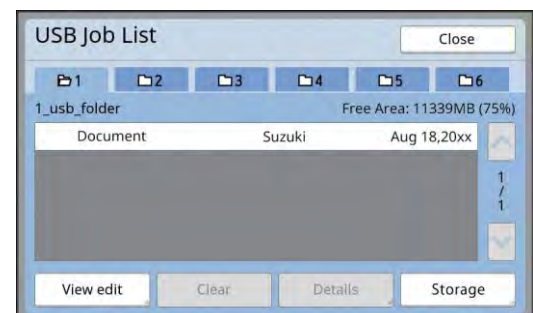 USB Job List
Close
1 2 3 4 5 6
1_usb_folder Free Area: 11339MB (75%)
Document Suzuki Aug 18,20xx
1
/
1
View edit Clear Details Storage